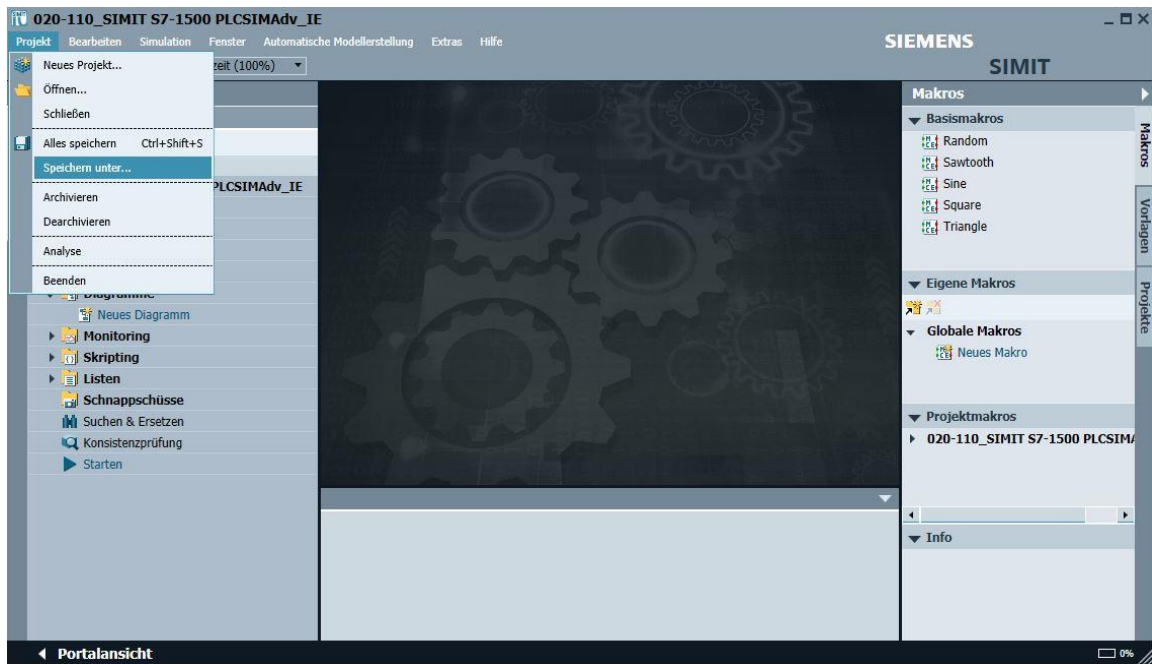 020-110_SIMIT S7-1500 PLCSIMAdv_IE
Projekt Bearbeiten Simulation Fenster Automatische Modellerstellung Extras Hilfe
SIEMENS
SIMIT
zeit (100%)
Neues Projekt...
Öffnen...
Schließen
Alles speichern Ctrl+Shift+S
Speichern unter...
Archivieren
Dearchivieren
Analyse
Beenden
PLCSIMAdv_IE
Diagramme
Neues Diagramm
Monitoring
Skripting
Listen
Schnappschüsse
Suchen & Ersetzen
Konsistenzprüfung
Starten
Makros
Basismakros
Random
Sawtooth
Sine
Square
Triangle
Eigene Makros
Globale Makros
Neues Makro
Projektmakros
020-110_SIMIT S7-1500 PLCSIM
Info
Makros
Vorlagen
Projekte
Portalansicht
0%